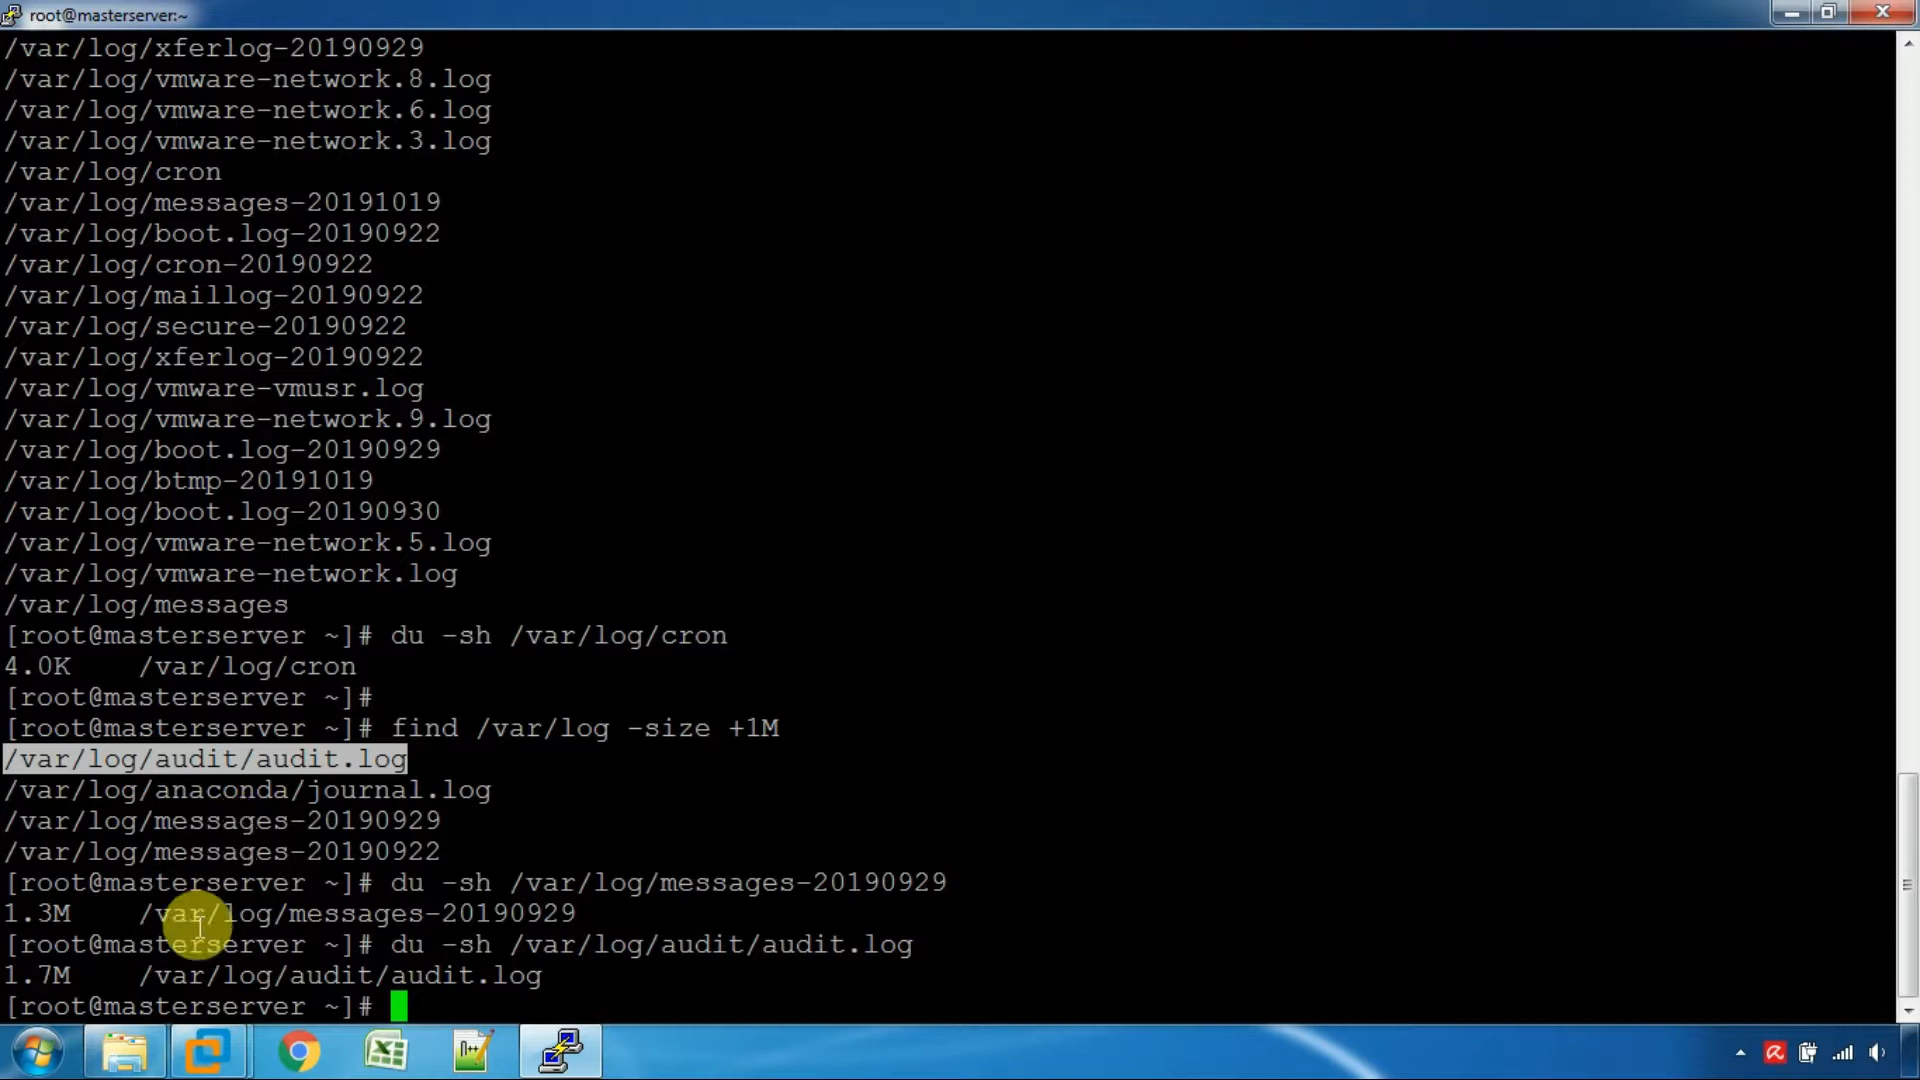 root@masterserver:~
/var/log/xferlog-20190929
/var/log/vmware-network.8.log
/var/log/vmware-network.6.log
/var/log/vmware-network.3.log
/var/log/cron
/var/log/messages-20191019
/var/log/boot.log-20190922
/var/log/cron-20190922
/var/log/maillog-20190922
/var/log/secure-20190922
/var/log/xferlog-20190922
/var/log/vmware-vmusr.log
/var/log/vmware-network.9.log
/var/log/boot.log-20190929
/var/log/btmp-20191019
/var/log/boot.log-20190930
/var/log/vmware-network.5.log
/var/log/vmware-network.log
/var/log/messages
[root@masterserver ~]# du -sh /var/log/cron
4.0K    /var/log/cron
[root@masterserver ~]#
[root@masterserver ~]# find /var/log -size +1M
/var/log/audit/audit.log
/var/log/anaconda/journal.log
/var/log/messages-20190929
/var/log/messages-20190922
[root@masterserver ~]# du -sh /var/log/messages-20190929
1.3M    /var/log/messages-20190929
[root@masterserver ~]# du -sh /var/log/audit/audit.log
1.7M    /var/log/audit/audit.log
[root@masterserver ~]#